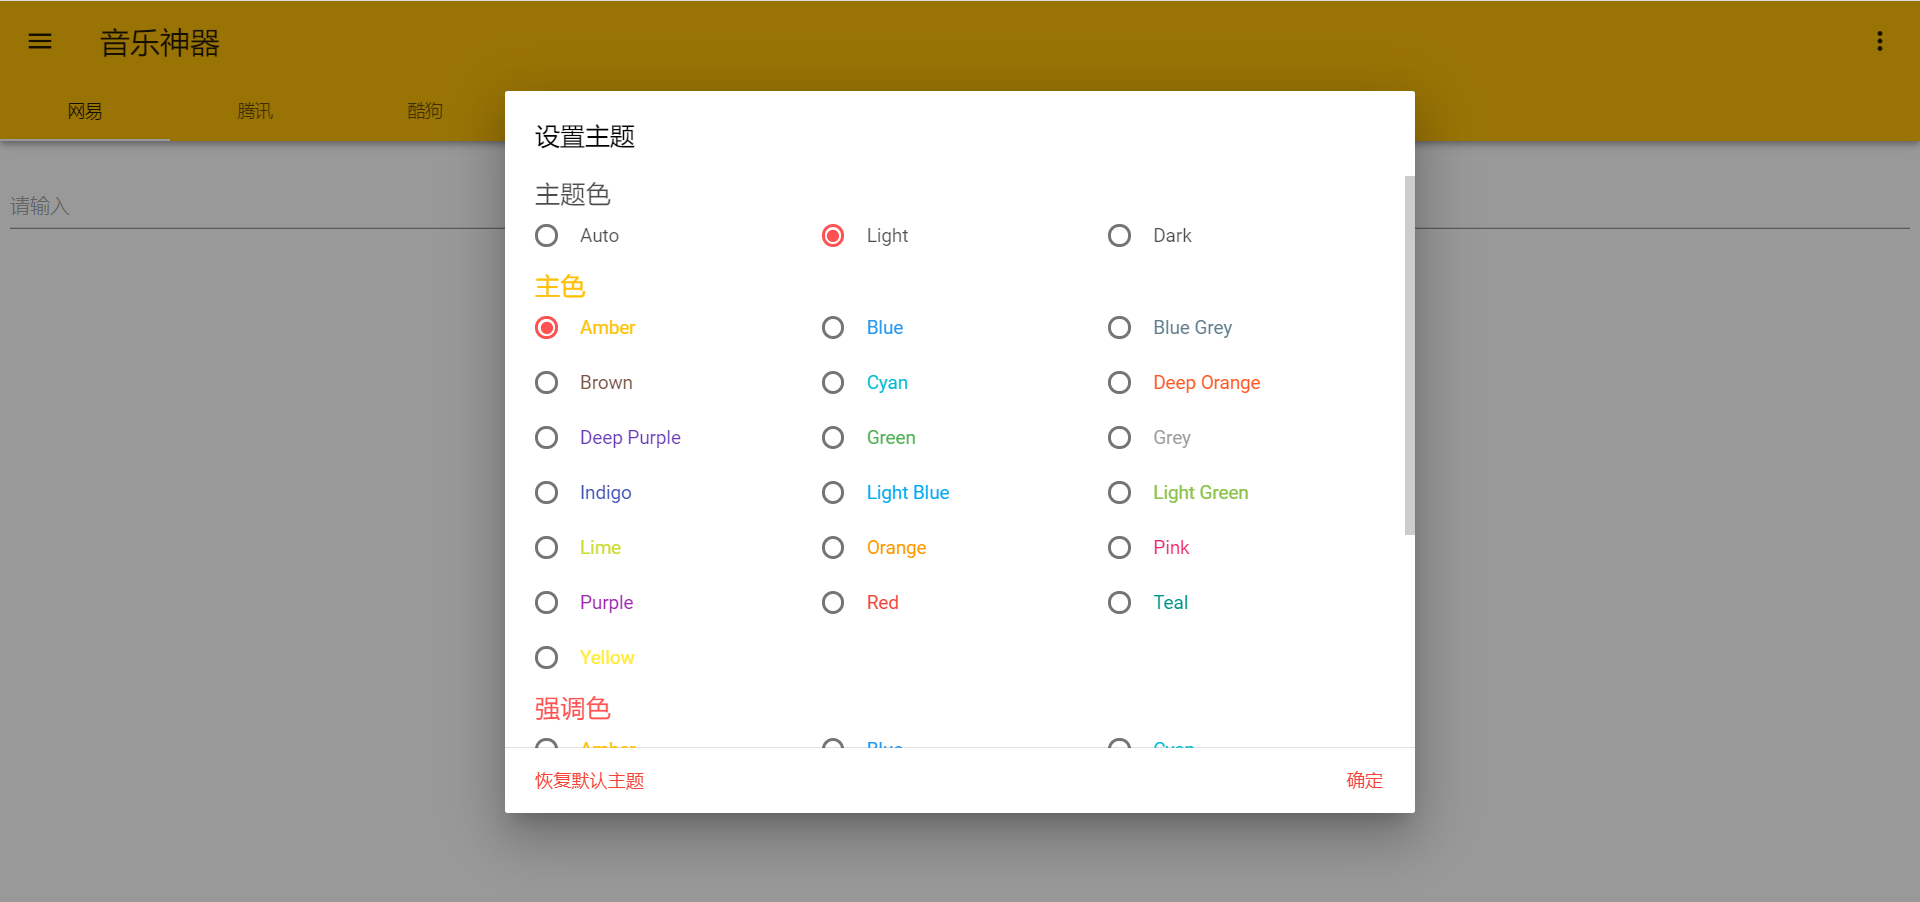 音乐神器
网易 腾讯 酷狗
请输入
设置主题
主题色
Auto Light Dark
主色
Amber Blue Blue Grey
Brown Cyan Deep Orange
Deep Purple Green Grey
Indigo Light Blue Light Green
Lime Orange Pink
Purple Red Teal
Yellow
强调色
Amber Blue Cyan
恢复默认主题 确定